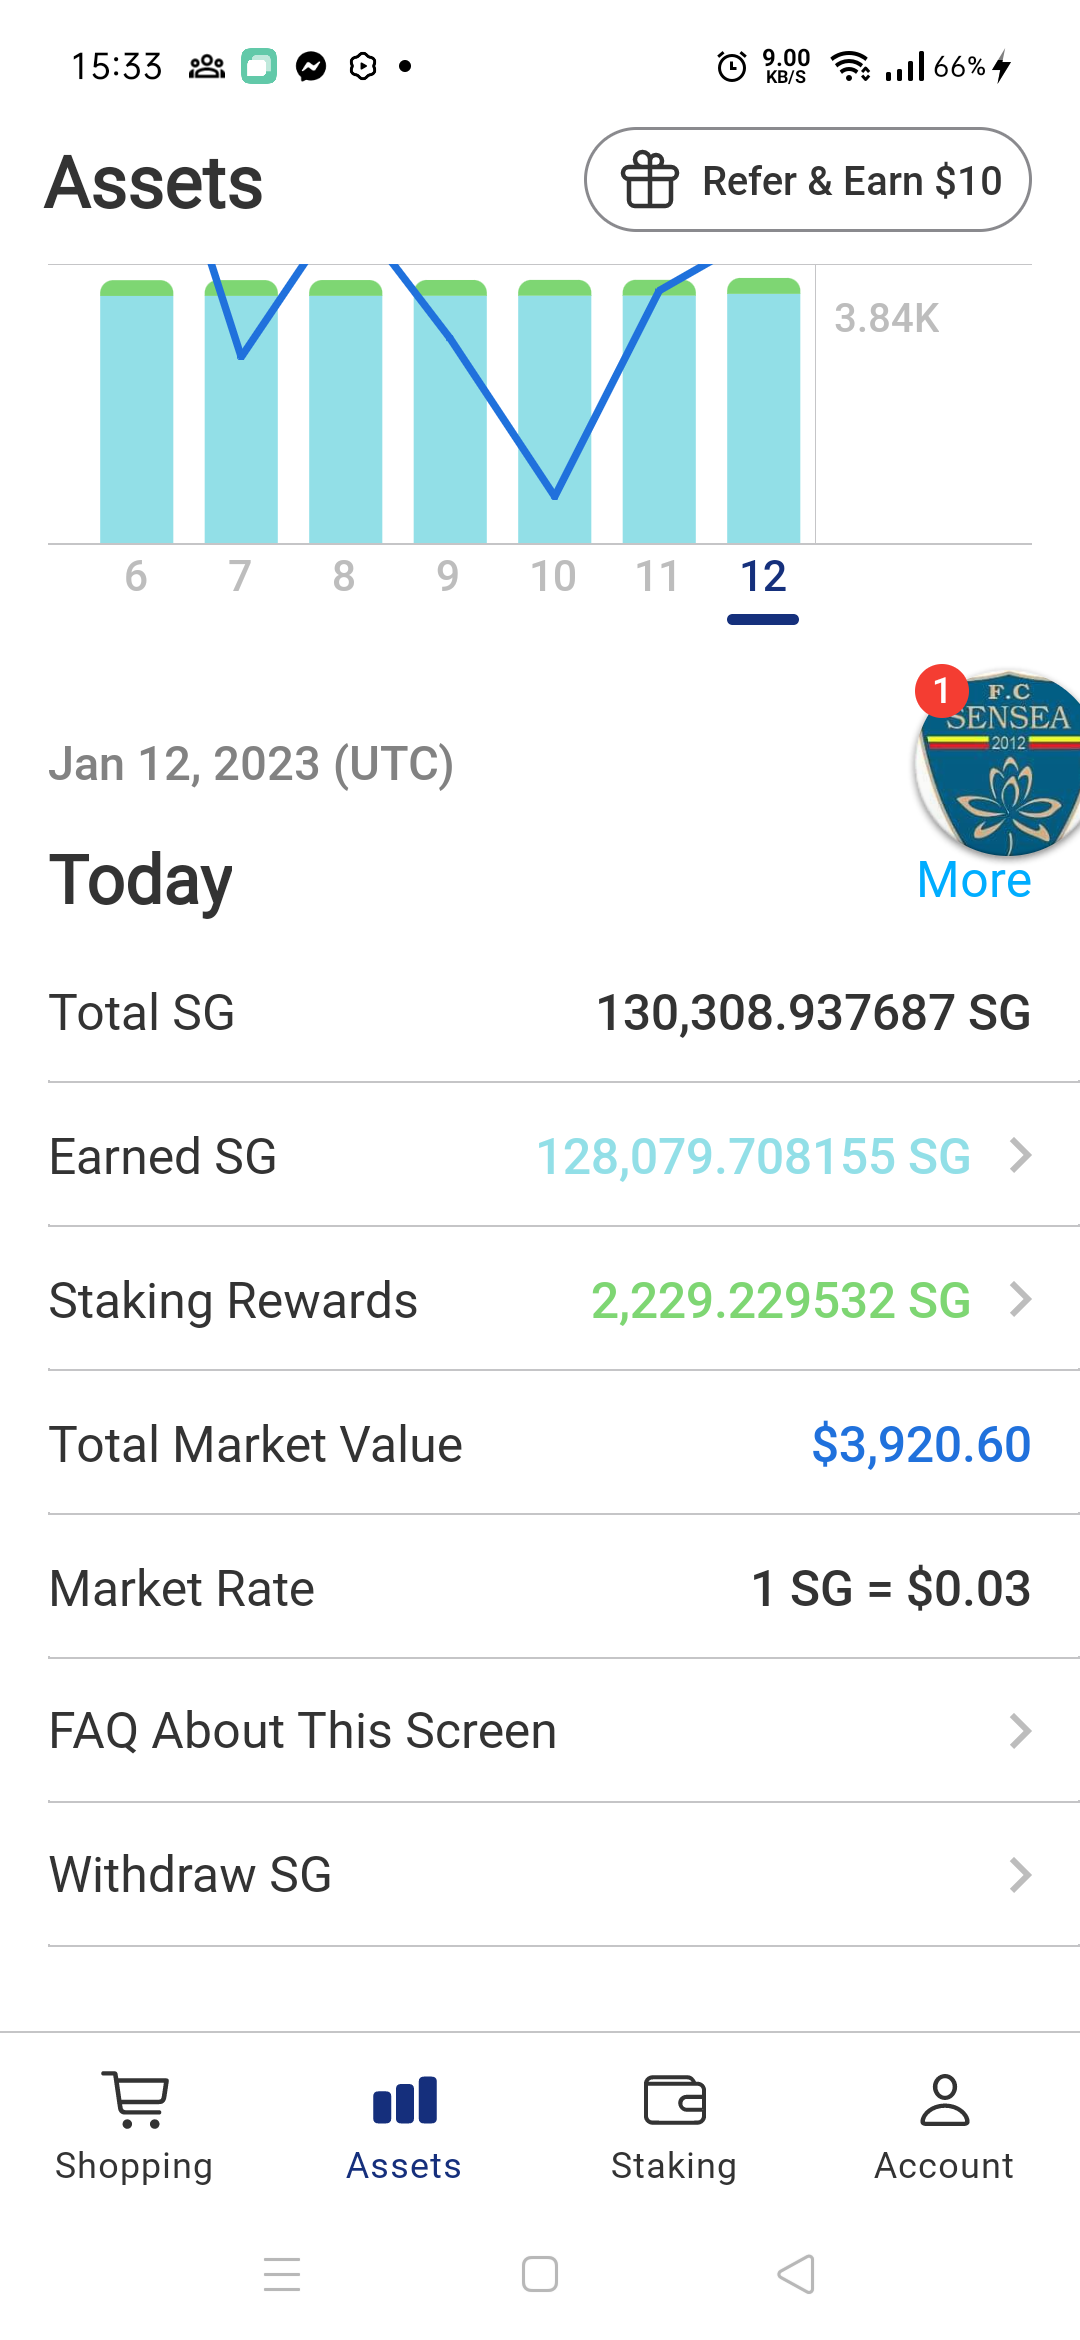 15:33 9.00 KB/S 66%
Assets Refer & Earn $10
3.84K
6 7 8 9 10 11 12
1
F.C
SENSEA
2012
Jan 12, 2023 (UTC)
Today More
Total SG 130,308.937687 SG
Earned SG 128,079.708155 SG
Staking Rewards 2,229.229532 SG
Total Market Value $3,920.60
Market Rate 1 SG = $0.03
FAQ About This Screen
Withdraw SG
Shopping Assets Staking Account